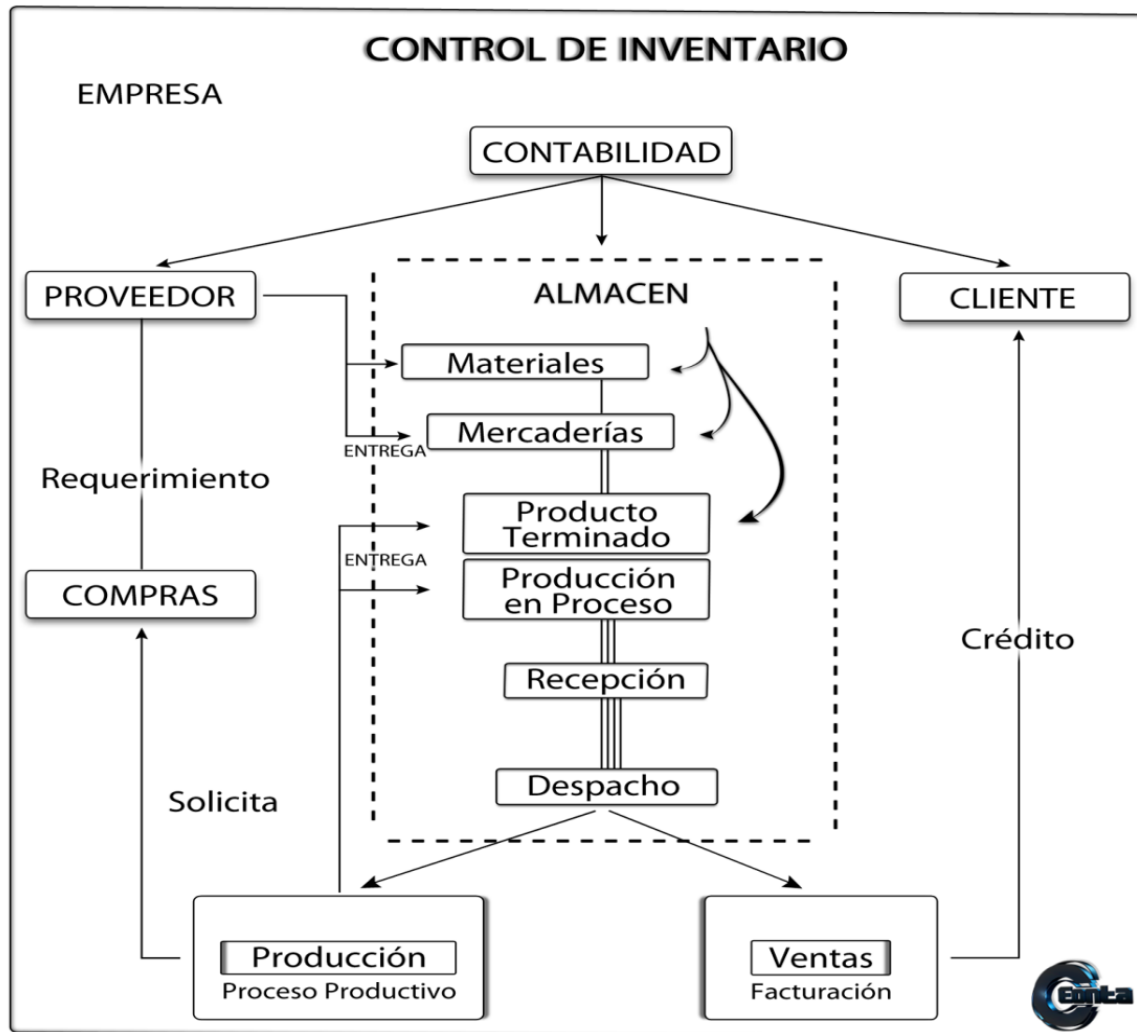 CONTROL DE INVENTARIO
EMPRESA
CONTABILIDAD
PROVEEDOR
ALMACEN
CLIENTE
Materiales
Mercaderías
ENTREGA
Requerimiento
Producto
Terminado
ENTREGA
Producción
en Proceso
COMPRAS
Crédito
Recepción
Despacho
Solicita
Producción
Proceso Productivo
Ventas
Facturación